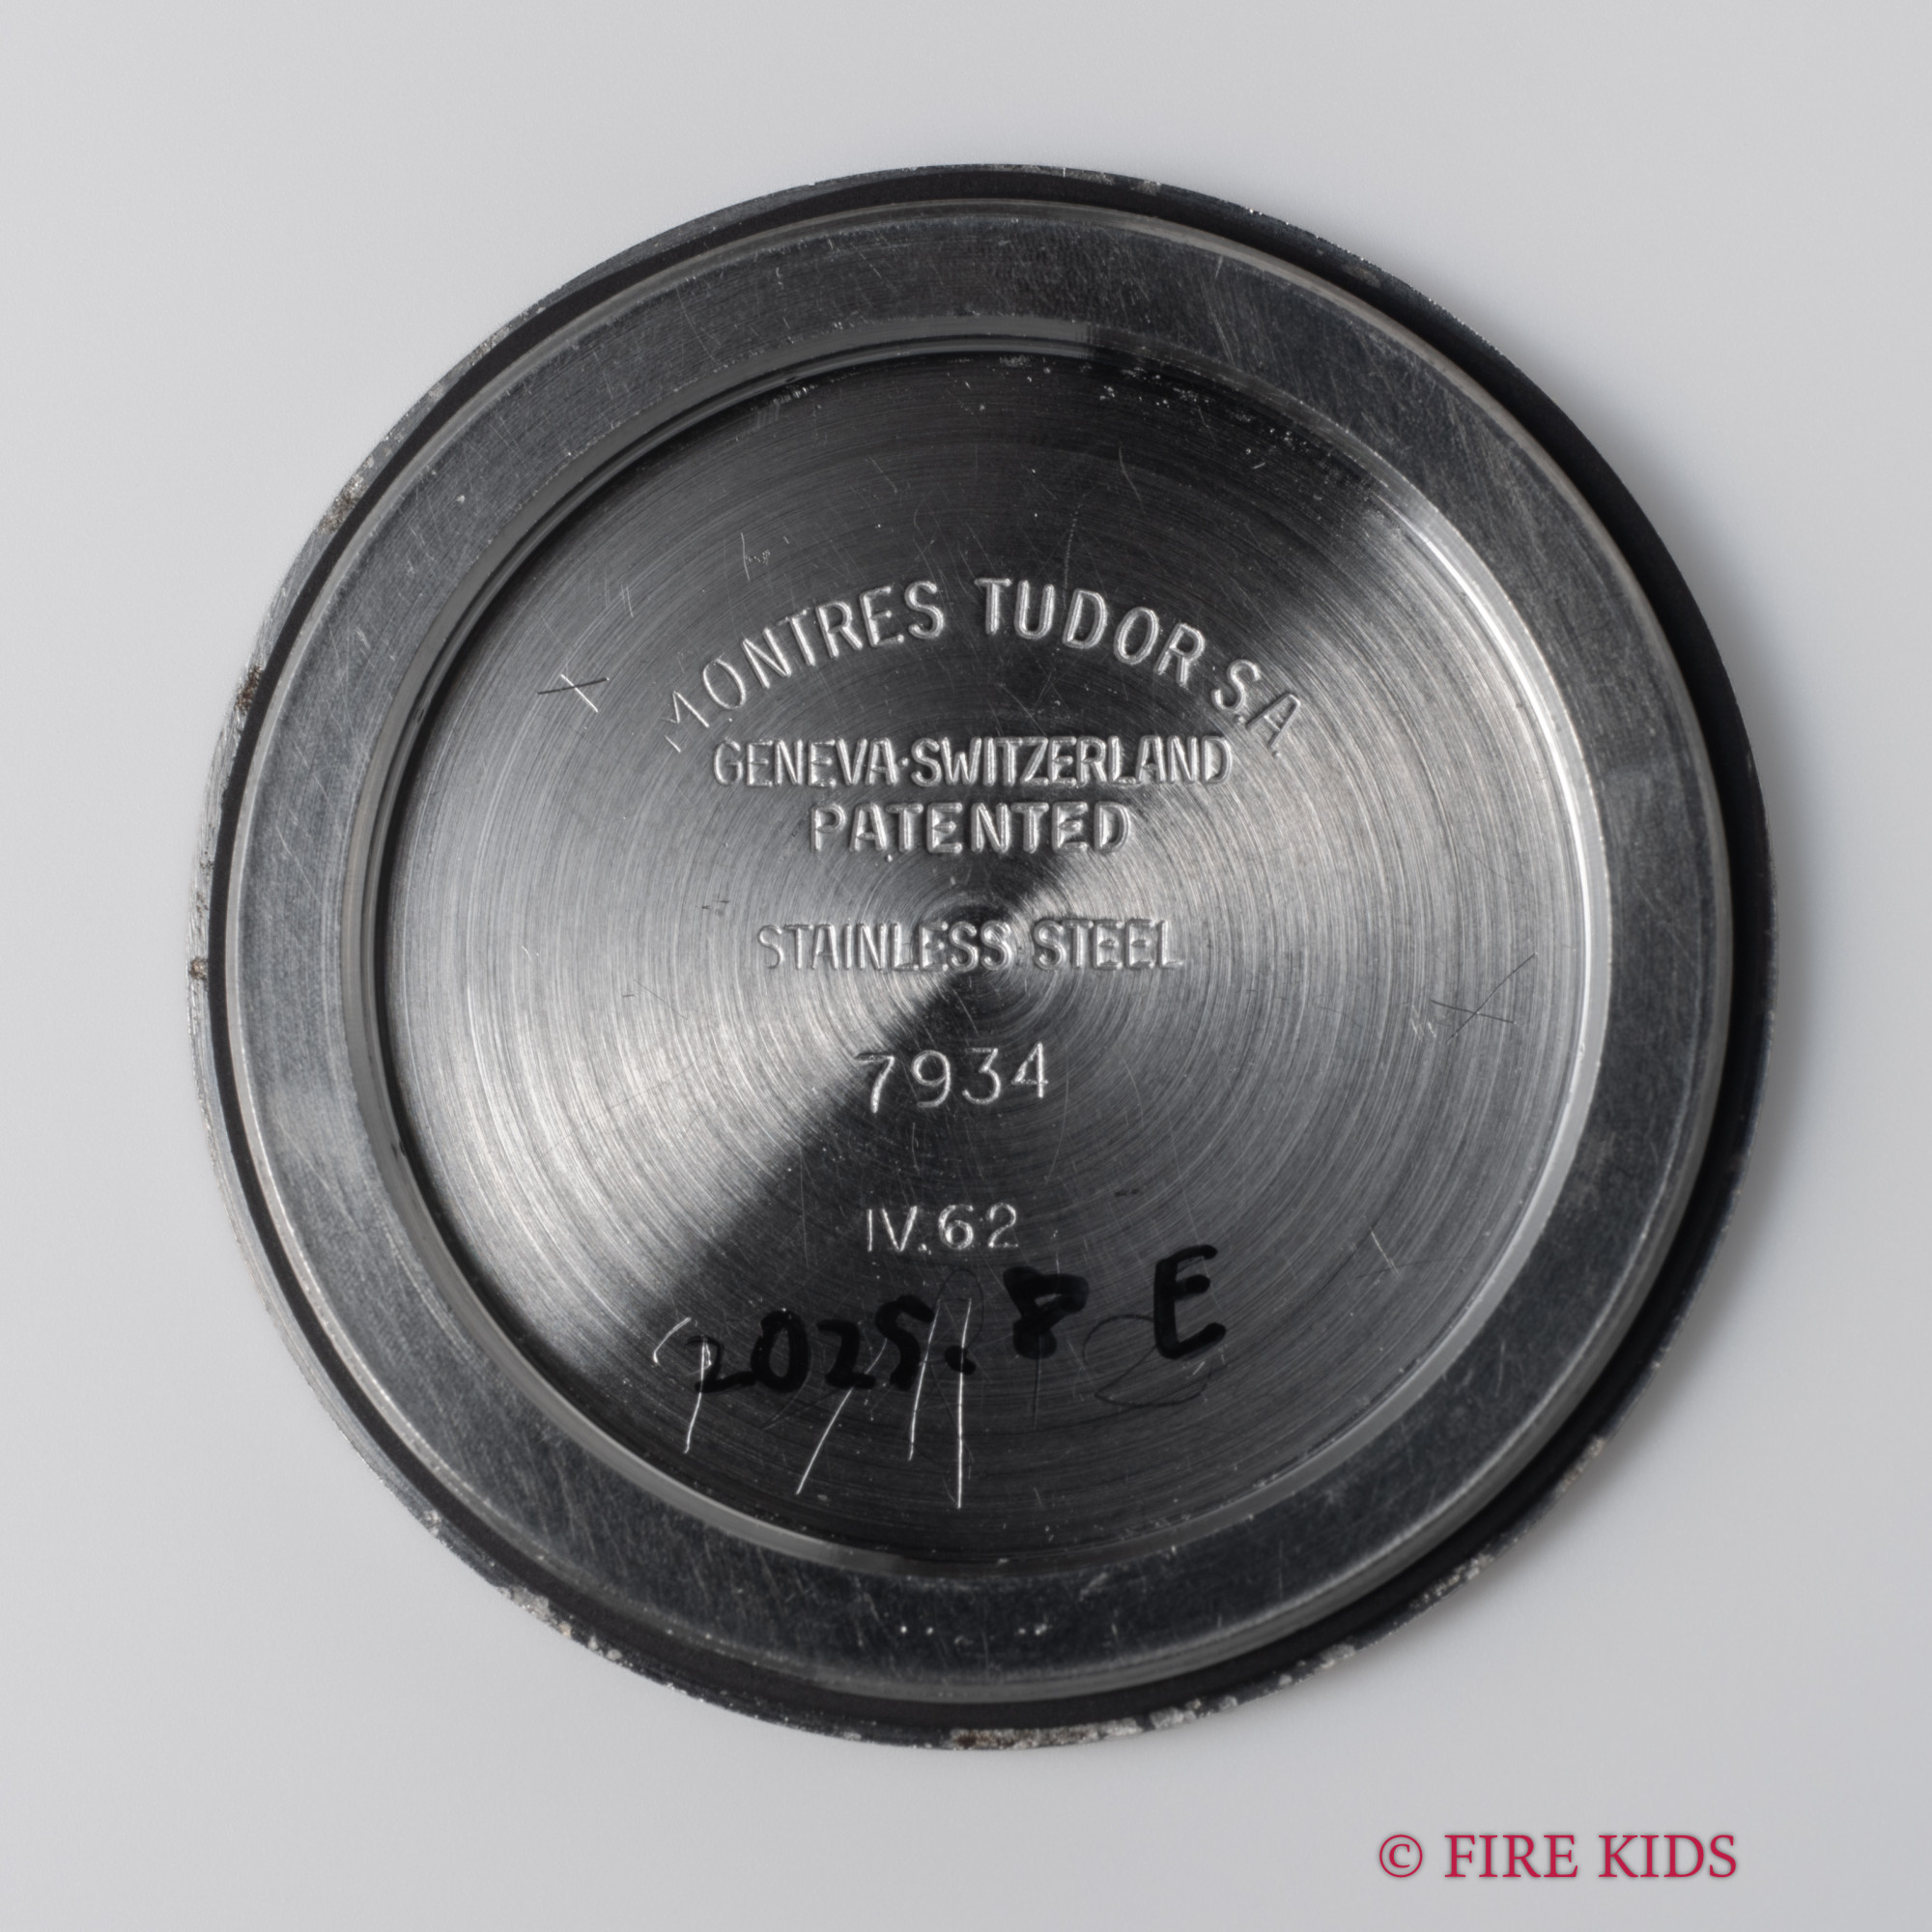 MONTRES TUDOR S.A.
GENEVA·SWITZERLAND
PATENTED
STAINLESS STEEL
7934
IV.62
2025.8 E
© FIRE KIDS